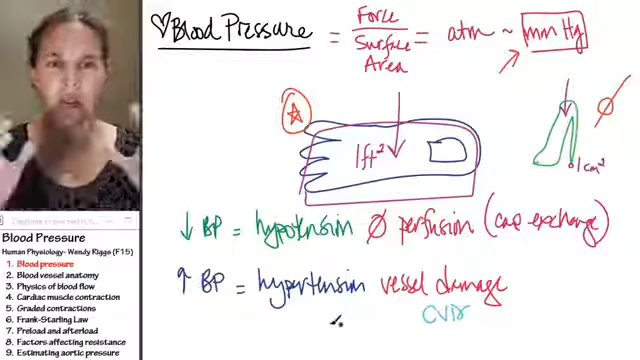 ♡Blood Pressure = Force / Surface Area = atm ~ mm Hg
1ft²
1cm²
↓ BP = hypotension Ø perfusion (cap exchange)
↑ BP = hypertension vessel damage
CVD
Blood Pressure
Human Physiology- Wendy Riggs (F15)
1. Blood pressure
2. Blood vessel anatomy
3. Physics of blood flow
4. Cardiac muscle contraction
5. Graded contractions
6. Frank-Starling Law
7. Preload and afterload
8. Factors affecting resistance
9. Estimating aortic pressure